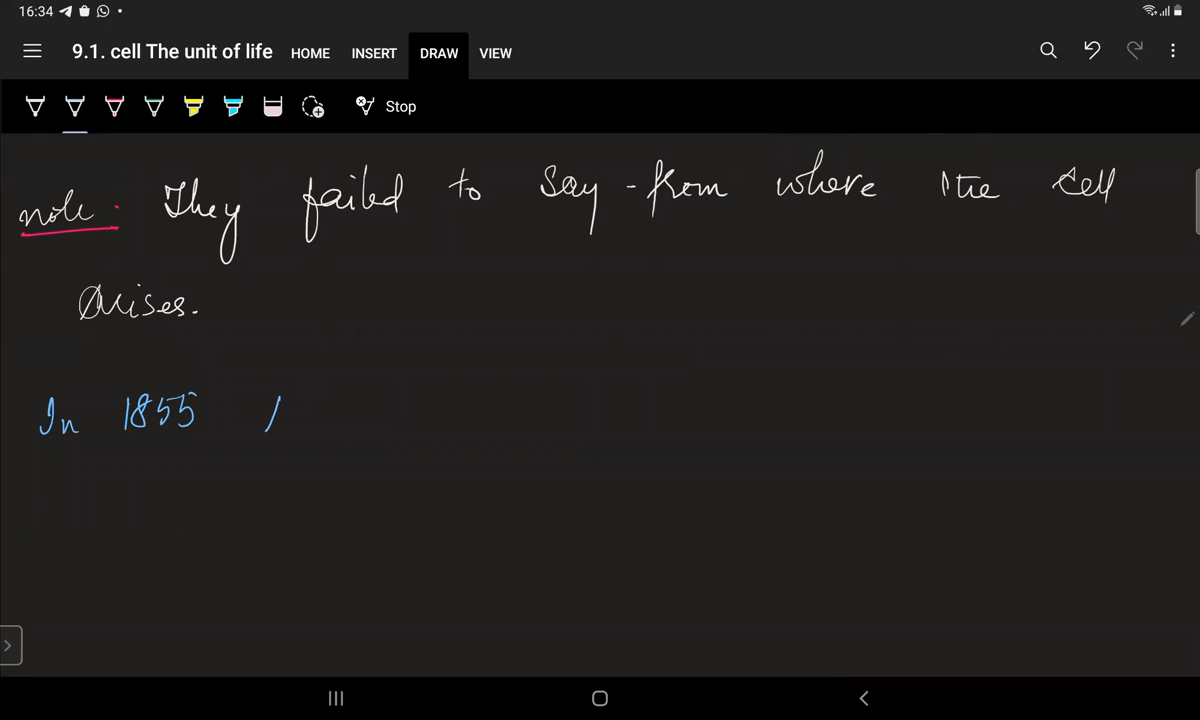 16:34
9.1. cell The unit of life HOME INSERT DRAW VIEW
Stop
note: They failed to say from where the cell
arises.
In 1855